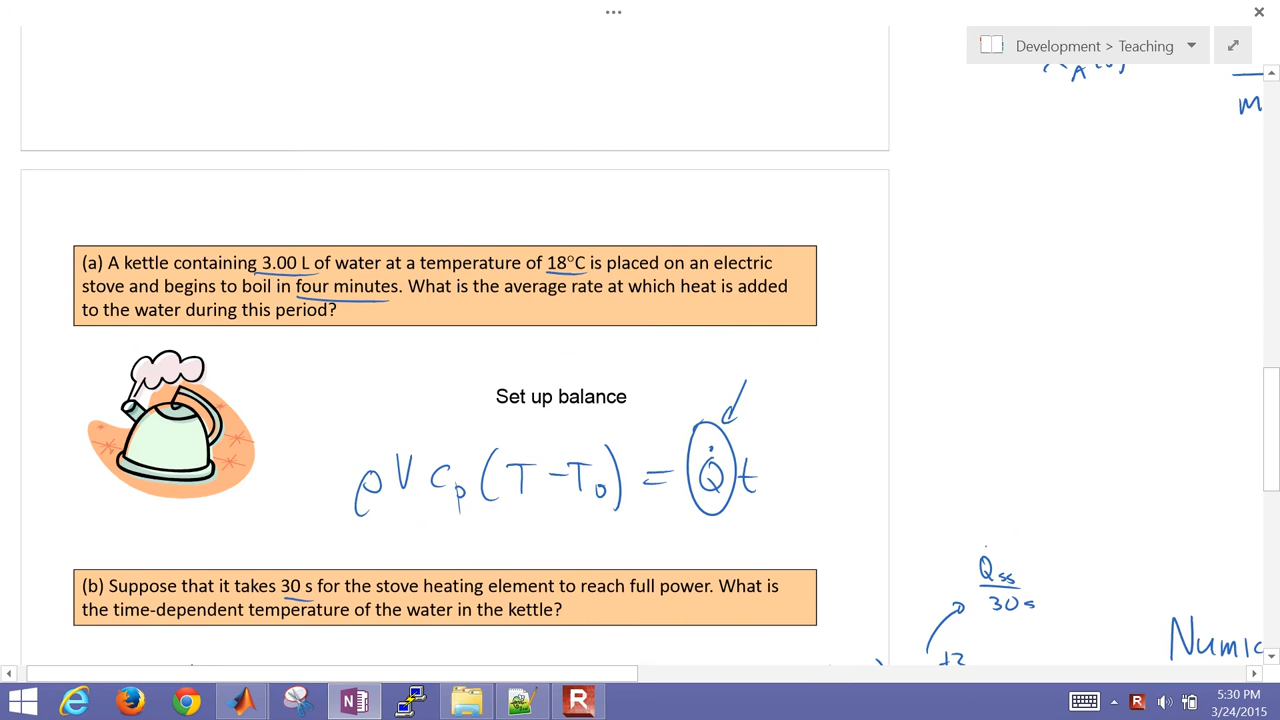 Development > Teaching
m
(a) A kettle containing 3.00 L of water at a temperature of 18°C is placed on an electric
stove and begins to boil in four minutes. What is the average rate at which heat is added
to the water during this period?
Set up balance
ρ V Cp (T - T0) = Q̇ t
(b) Suppose that it takes 30 s for the stove heating element to reach full power. What is
the time-dependent temperature of the water in the kettle?
Q̇ss
30 s
5:30 PM
3/24/2015